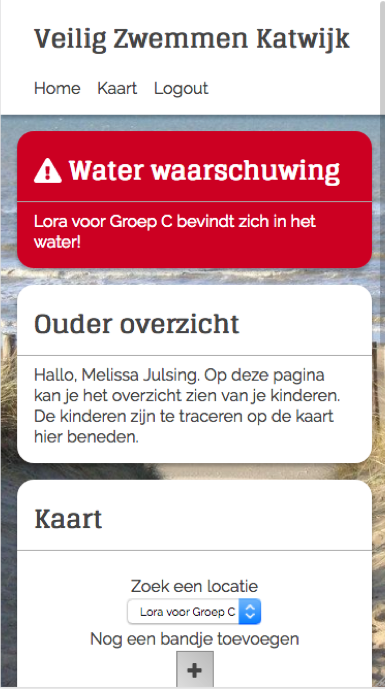 Veilig Zwemmen Katwijk
Home Kaart Logout
Water waarschuwing
Lora voor Groep C bevindt zich in het
water!
Ouder overzicht
Hallo, Melissa Julsing. Op deze pagina
kan je het overzicht zien van je kinderen.
De kinderen zijn te traceren op de kaart
hier beneden.
Kaart
Zoek een locatie
Lora voor Groep C
Nog een bandje toevoegen
+